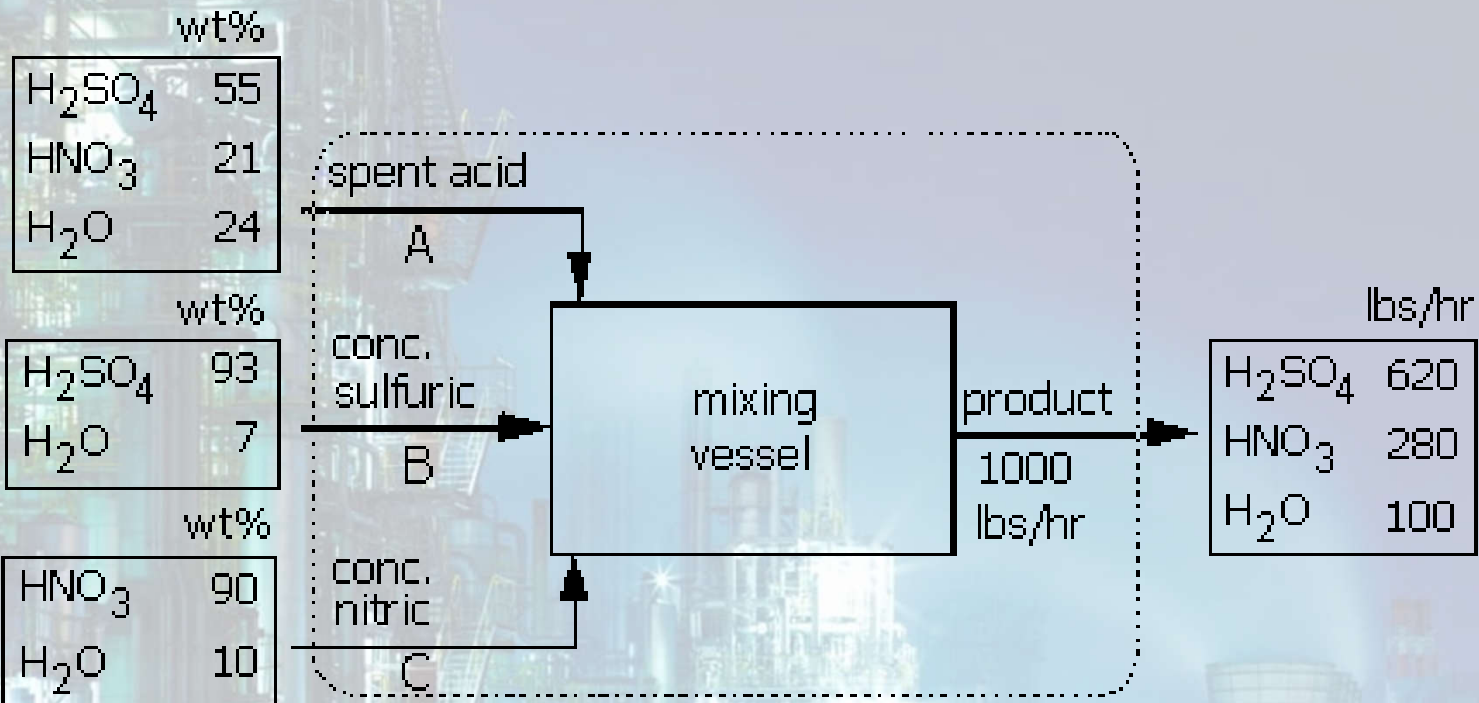 wt%
H₂SO₄ 55
HNO₃ 21
H₂O 24
spent acid
A
wt%
H₂SO₄ 93
H₂O 7
conc.
sulfuric
B
wt%
HNO₃ 90
H₂O 10
conc.
nitric
C
mixing
vessel
product
1000
lbs/hr
lbs/hr
H₂SO₄ 620
HNO₃ 280
H₂O 100